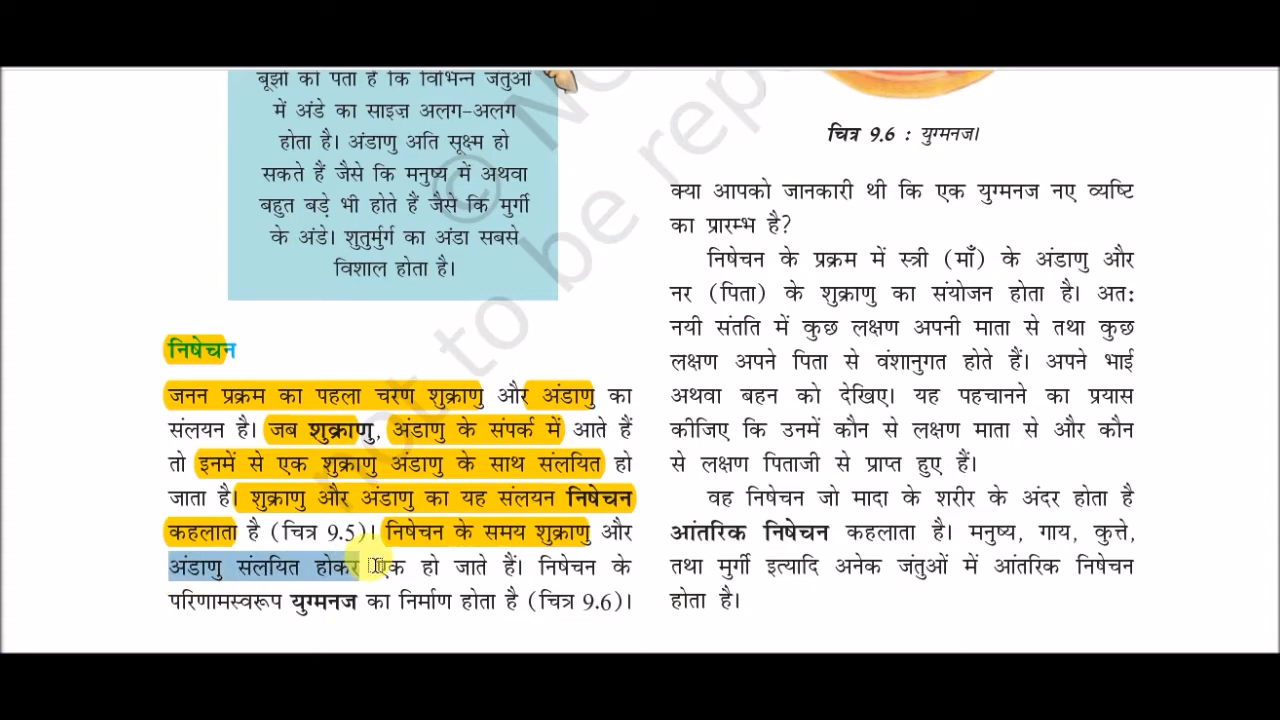 बूझो को पता है कि विभिन्न जंतुओं
में अंडे का साइज़ अलग-अलग
होता है। अंडाणु अति सूक्ष्म हो
सकते हैं जैसे कि मनुष्य में अथवा
बहुत बड़े भी होते हैं जैसे कि मुर्गी
के अंडे। शुतुर्मुर्ग का अंडा सबसे
विशाल होता है।
निषेचन
जनन प्रक्रम का पहला चरण शुक्राणु और अंडाणु का
संलयन है। जब शुक्राणु, अंडाणु के संपर्क में आते हैं
तो इनमें से एक शुक्राणु अंडाणु के साथ संलयित हो
जाता है। शुक्राणु और अंडाणु का यह संलयन निषेचन
कहलाता है (चित्र 9.5)। निषेचन के समय शुक्राणु और
अंडाणु संलयित होकर एक हो जाते हैं। निषेचन के
परिणामस्वरूप युग्मनज का निर्माण होता है (चित्र 9.6)।
चित्र 9.6 : युग्मनज।
क्या आपको जानकारी थी कि एक युग्मनज नए व्यष्टि
का प्रारम्भ है?
निषेचन के प्रक्रम में स्त्री (माँ) के अंडाणु और
नर (पिता) के शुक्राणु का संयोजन होता है। अत:
नयी संतति में कुछ लक्षण अपनी माता से तथा कुछ
लक्षण अपने पिता से वंशानुगत होते हैं। अपने भाई
अथवा बहन को देखिए। यह पहचानने का प्रयास
कीजिए कि उनमें कौन से लक्षण माता से और कौन
से लक्षण पिताजी से प्राप्त हुए हैं।
वह निषेचन जो मादा के शरीर के अंदर होता है
आंतरिक निषेचन कहलाता है। मनुष्य, गाय, कुत्ते,
तथा मुर्गी इत्यादि अनेक जंतुओं में आंतरिक निषेचन
होता है।
© N
not to be rep